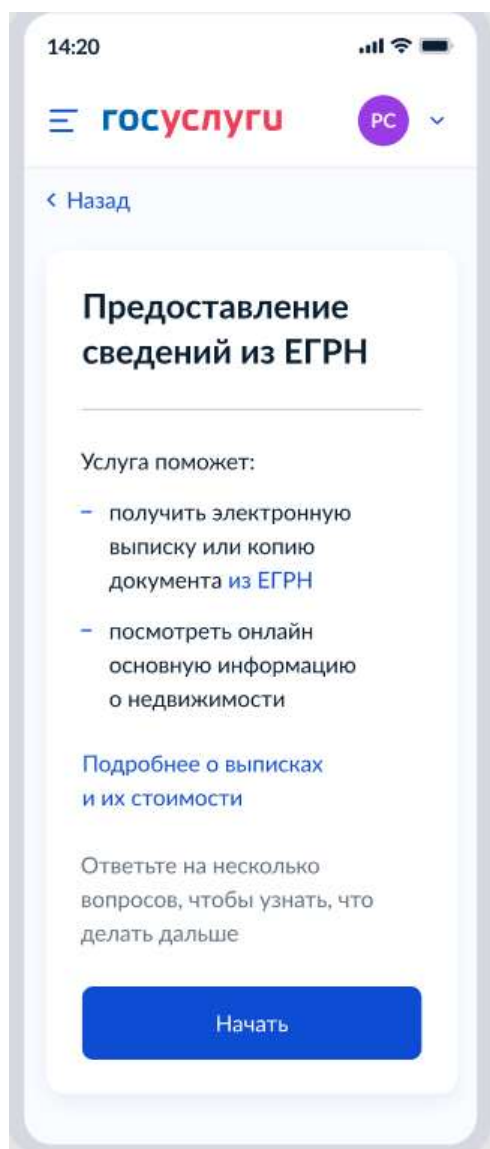 14:20
госуслуги
РС
Назад
Предоставление
сведений из ЕГРН
Услуга поможет:
– получить электронную
выписку или копию
документа из ЕГРН
– посмотреть онлайн
основную информацию
о недвижимости
Подробнее о выписках
и их стоимости
Ответьте на несколько
вопросов, чтобы узнать, что
делать дальше
Начать